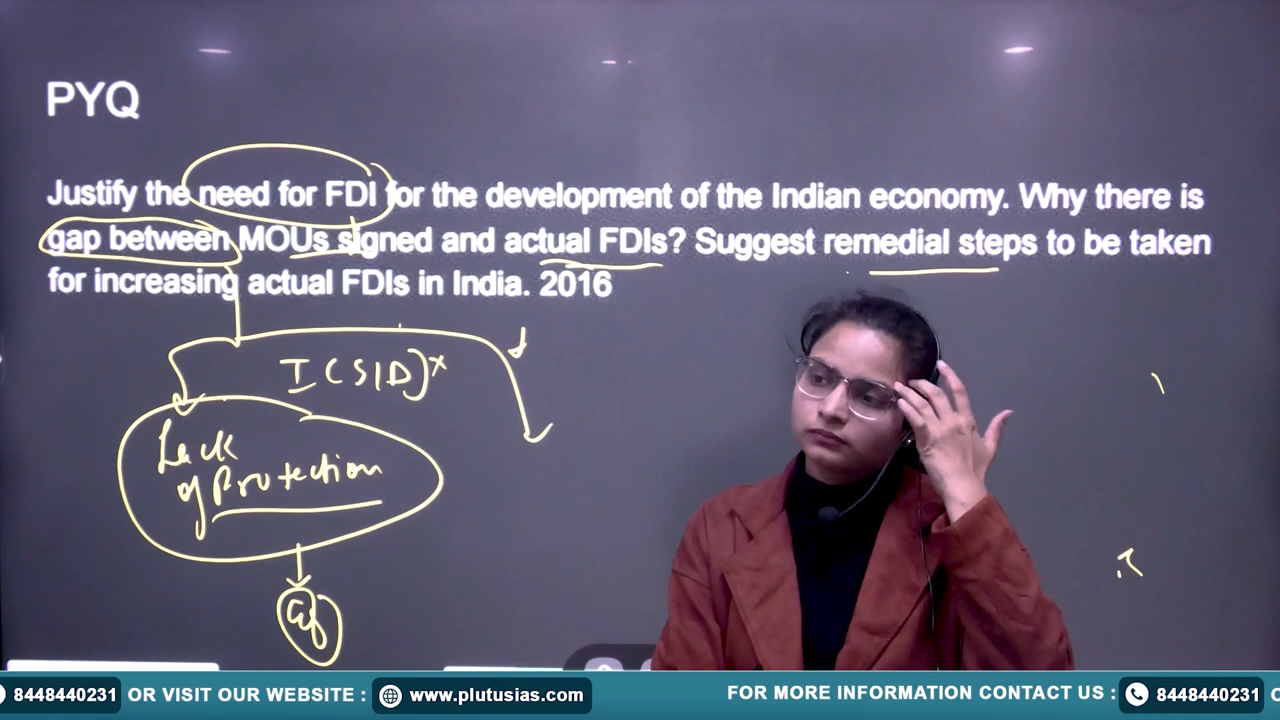 PYQ
Justify the need for FDI for the development of the Indian economy. Why there is
gap between MOUs signed and actual FDIs? Suggest remedial steps to be taken
for increasing actual FDIs in India. 2016
ICSID x
Lack
of Protection
8448440231 OR VISIT OUR WEBSITE : www.plutusias.com FOR MORE INFORMATION CONTACT US : 8448440231